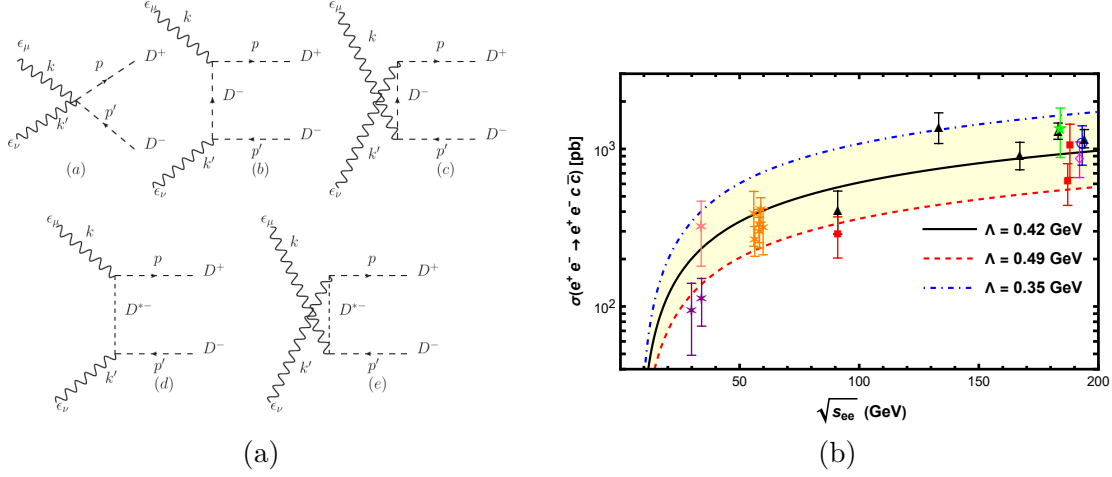 ϵμ
k
p
D⁺
ϵν
k′
p′
D⁻
(a)
ϵμ
k
p
D⁺
D⁻
ϵν
k′
p′
D⁻
(b)
ϵμ
k
p
D⁺
D⁻
ϵν
k′
p′
D⁻
(c)
ϵμ
k
p
D⁺
D*⁻
ϵν
k′
p′
D⁻
(d)
ϵμ
k
p
D⁺
D*⁻
ϵν
k′
p′
D⁻
(e)
(a)
σ(e⁺ e⁻ → e⁺ e⁻ c c̅) [pb]
10³
10²
Λ = 0.42 GeV
Λ = 0.49 GeV
Λ = 0.35 GeV
50
100
150
200
√s_ee (GeV)
(b)